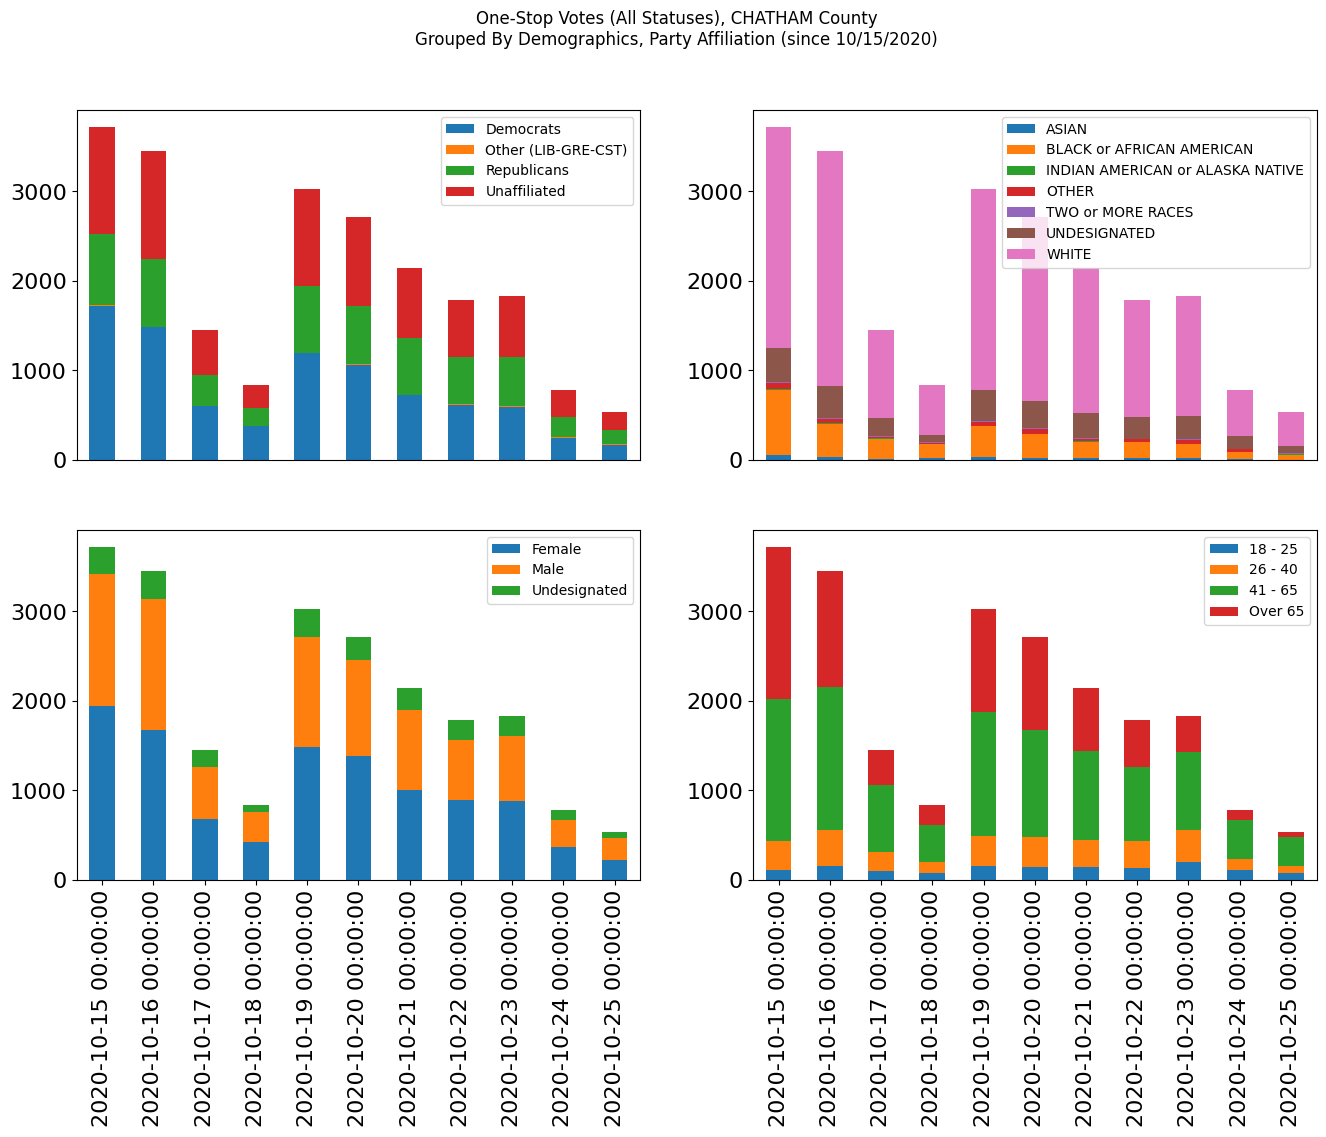 One-Stop Votes (All Statuses), CHATHAM County
Grouped By Demographics, Party Affiliation (since 10/15/2020)
3000
2000
1000
0
Democrats
Other (LIB-GRE-CST)
Republicans
Unaffiliated
3000
2000
1000
0
ASIAN
BLACK or AFRICAN AMERICAN
INDIAN AMERICAN or ALASKA NATIVE
OTHER
TWO or MORE RACES
UNDESIGNATED
WHITE
3000
2000
1000
0
Female
Male
Undesignated
2020-10-15 00:00:00
2020-10-16 00:00:00
2020-10-17 00:00:00
2020-10-18 00:00:00
2020-10-19 00:00:00
2020-10-20 00:00:00
2020-10-21 00:00:00
2020-10-22 00:00:00
2020-10-23 00:00:00
2020-10-24 00:00:00
2020-10-25 00:00:00
3000
2000
1000
0
18 - 25
26 - 40
41 - 65
Over 65
2020-10-15 00:00:00
2020-10-16 00:00:00
2020-10-17 00:00:00
2020-10-18 00:00:00
2020-10-19 00:00:00
2020-10-20 00:00:00
2020-10-21 00:00:00
2020-10-22 00:00:00
2020-10-23 00:00:00
2020-10-24 00:00:00
2020-10-25 00:00:00